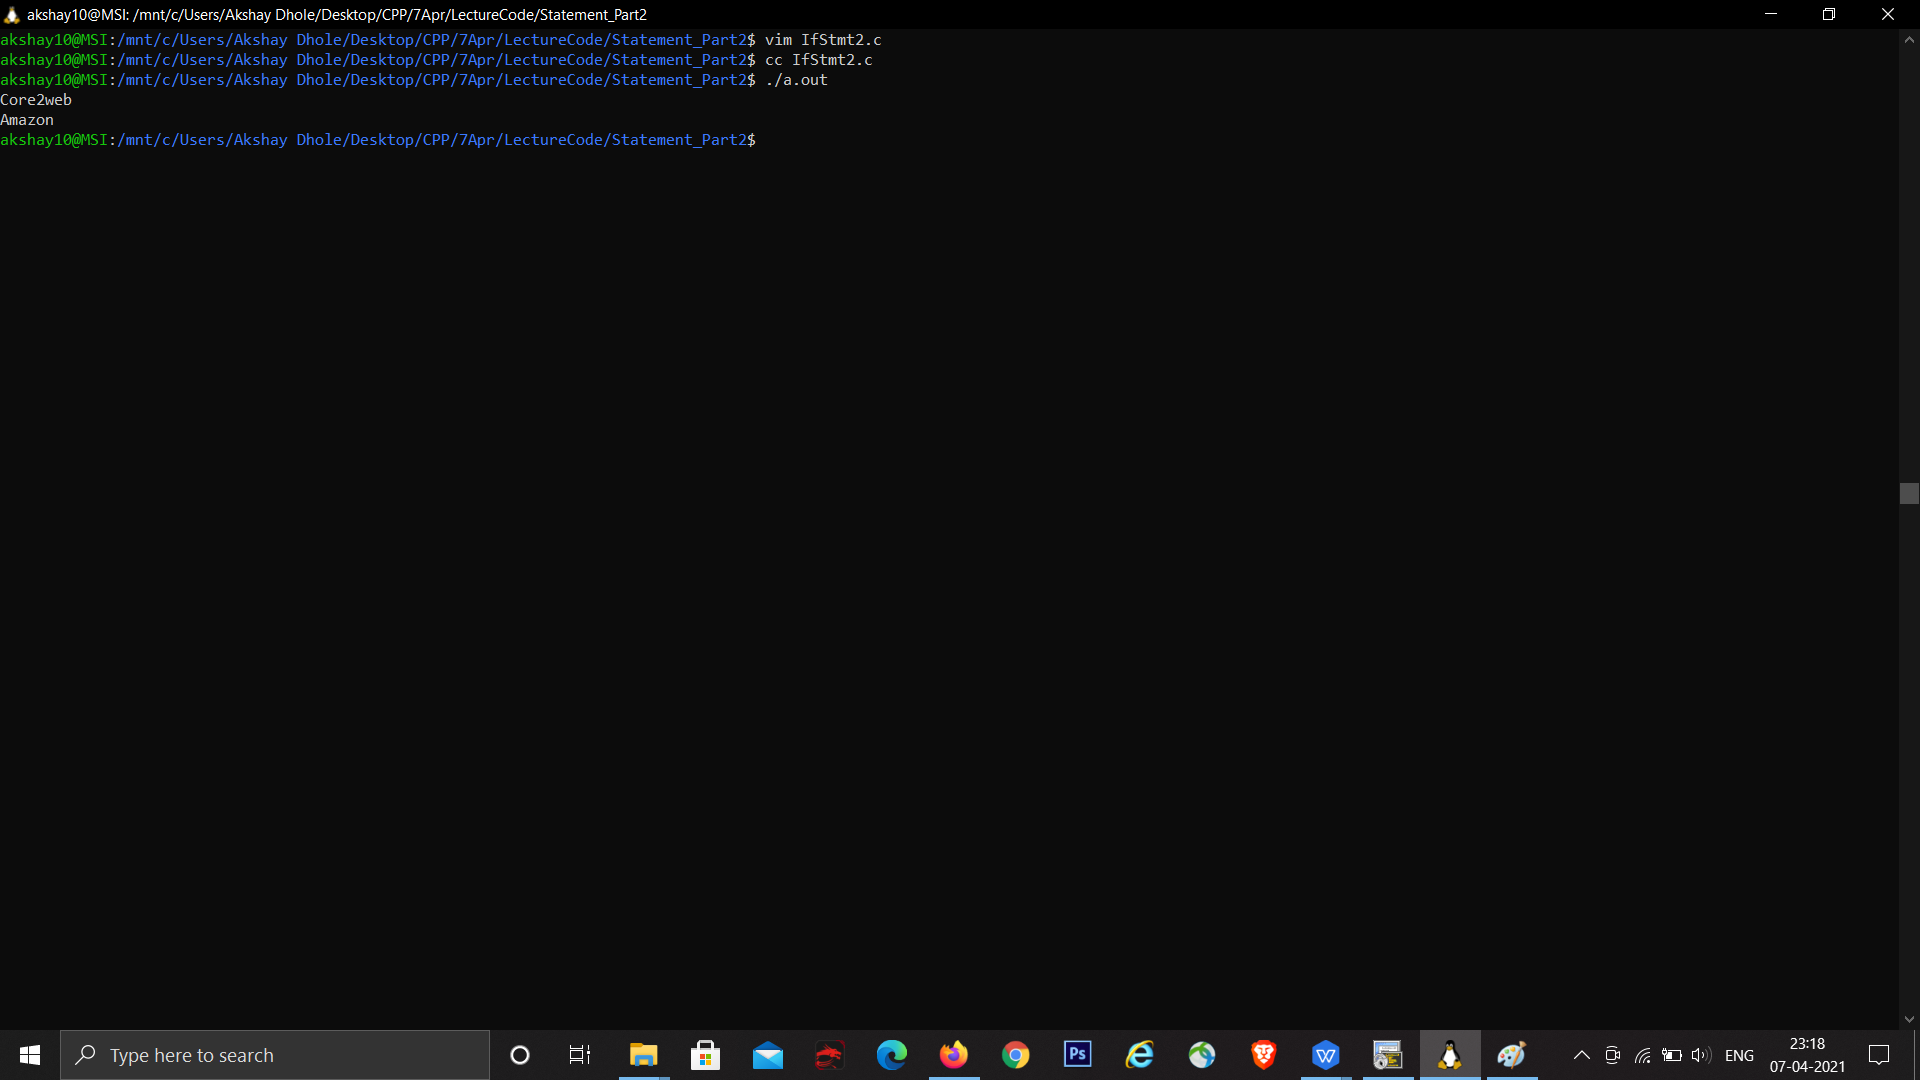 akshay10@MSI: /mnt/c/Users/Akshay Dhole/Desktop/CPP/7Apr/LectureCode/Statement_Part2
akshay10@MSI:/mnt/c/Users/Akshay Dhole/Desktop/CPP/7Apr/LectureCode/Statement_Part2$ vim IfStmt2.c
akshay10@MSI:/mnt/c/Users/Akshay Dhole/Desktop/CPP/7Apr/LectureCode/Statement_Part2$ cc IfStmt2.c
akshay10@MSI:/mnt/c/Users/Akshay Dhole/Desktop/CPP/7Apr/LectureCode/Statement_Part2$ ./a.out
Core2web
Amazon
akshay10@MSI:/mnt/c/Users/Akshay Dhole/Desktop/CPP/7Apr/LectureCode/Statement_Part2$
Type here to search
Ps
W
ENG
23:18
07-04-2021